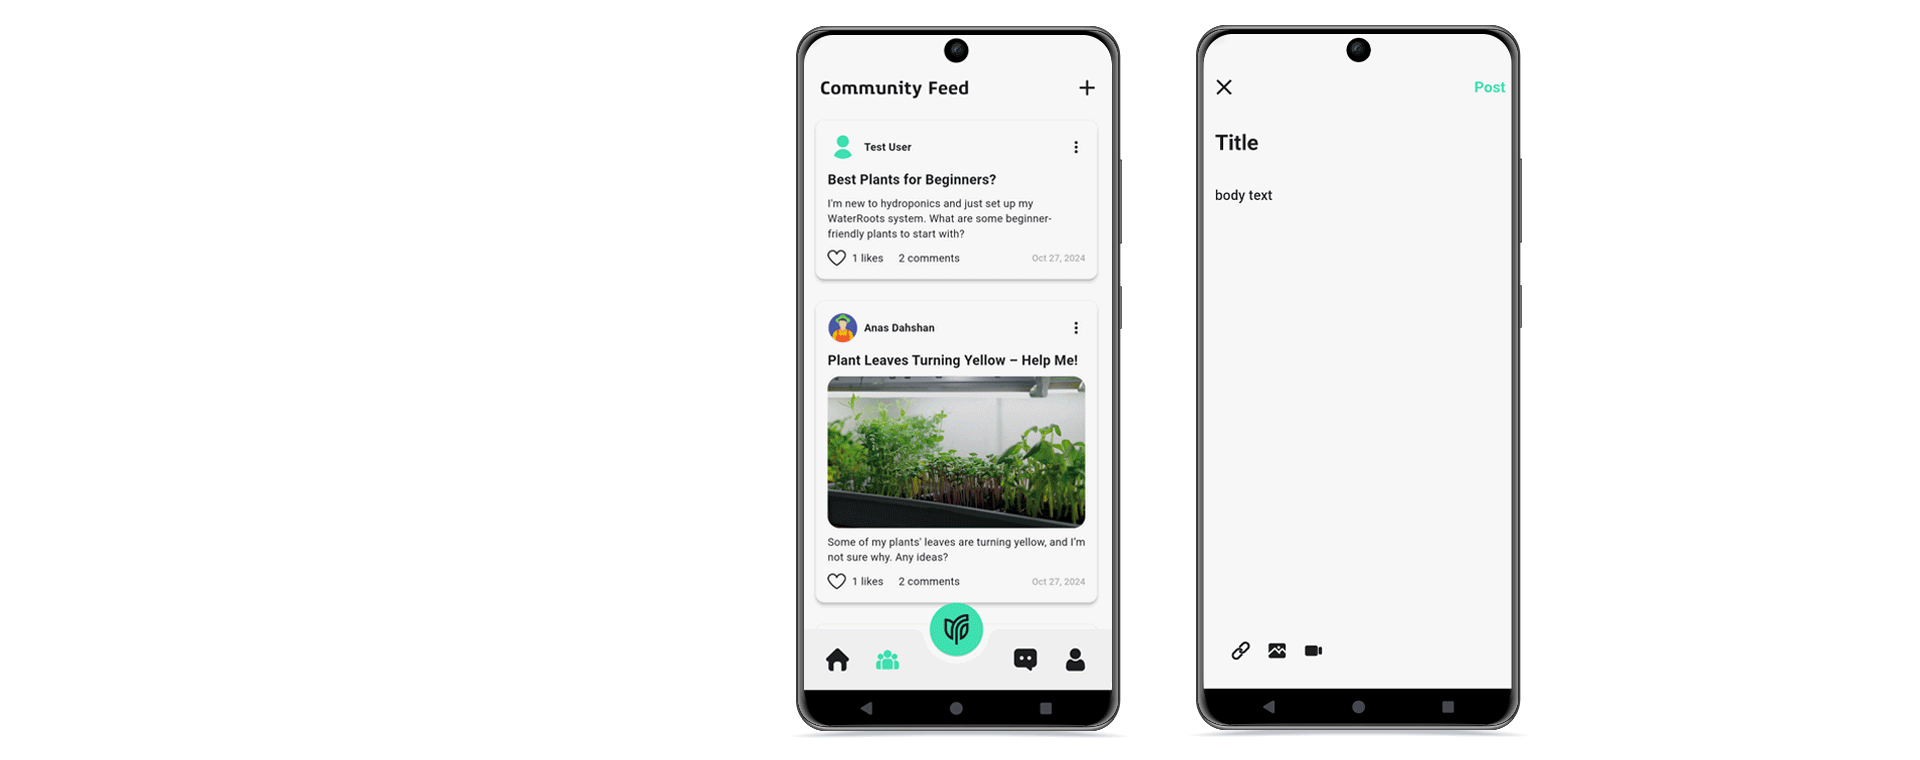 Community Feed
Test User
Best Plants for Beginners?
I'm new to hydroponics and just set up my
WaterRoots system. What are some beginner-
friendly plants to start with?
1 likes 2 comments Oct 27, 2024
Anas Dahshan
Plant Leaves Turning Yellow – Help Me!
Some of my plants' leaves are turning yellow, and I'm
not sure why. Any ideas?
1 likes 2 comments Oct 27, 2024
Post
Title
body text